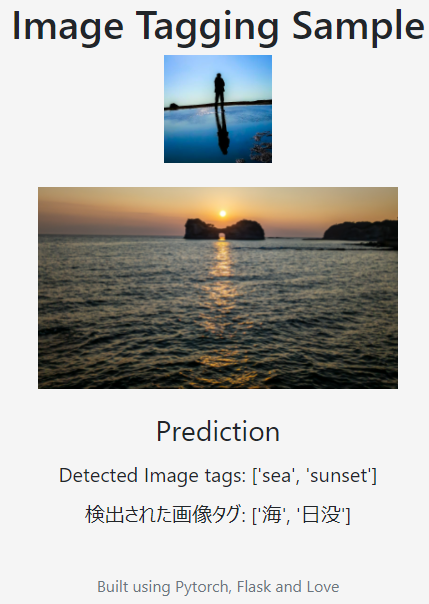 Image Tagging Sample
Prediction
Detected Image tags: ['sea', 'sunset']
検出された画像タグ: ['海', '日没']
Built using Pytorch, Flask and Love